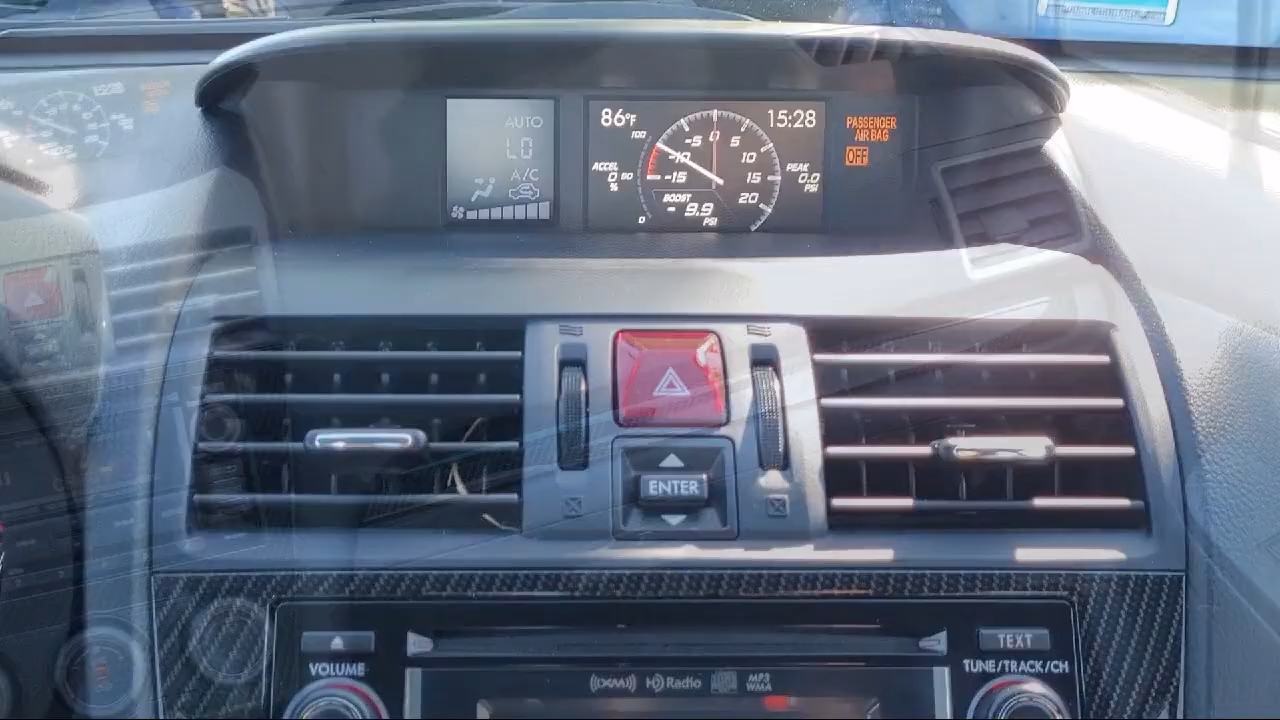 AUTO
LO
A/C
86°F
15:28
100
50
0
ACCEL
0
%
-15
-10
-5
0
5
10
15
20
BOOST
- 9.9
PSI
PEAK
0.0
PSI
PASSENGER
AIR BAG
OFF
ENTER
VOLUME
TEXT
TUNE/TRACK/CH
((XM))
HD Radio
MP3
WMA